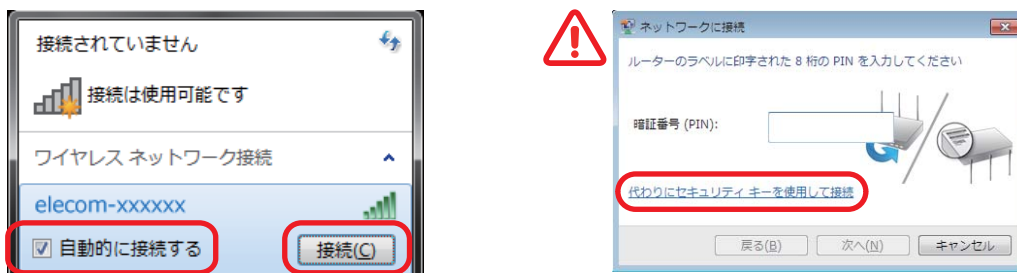 接続されていません
接続は使用可能です
ワイヤレス ネットワーク接続
elecom-xxxxxx
自動的に接続する
接続(C)
ネットワークに接続
ルーターのラベルに印字された 8 桁の PIN を入力してください
暗証番号 (PIN):
代わりにセキュリティ キーを使用して接続
戻る(B)
次へ(N)
キャンセル